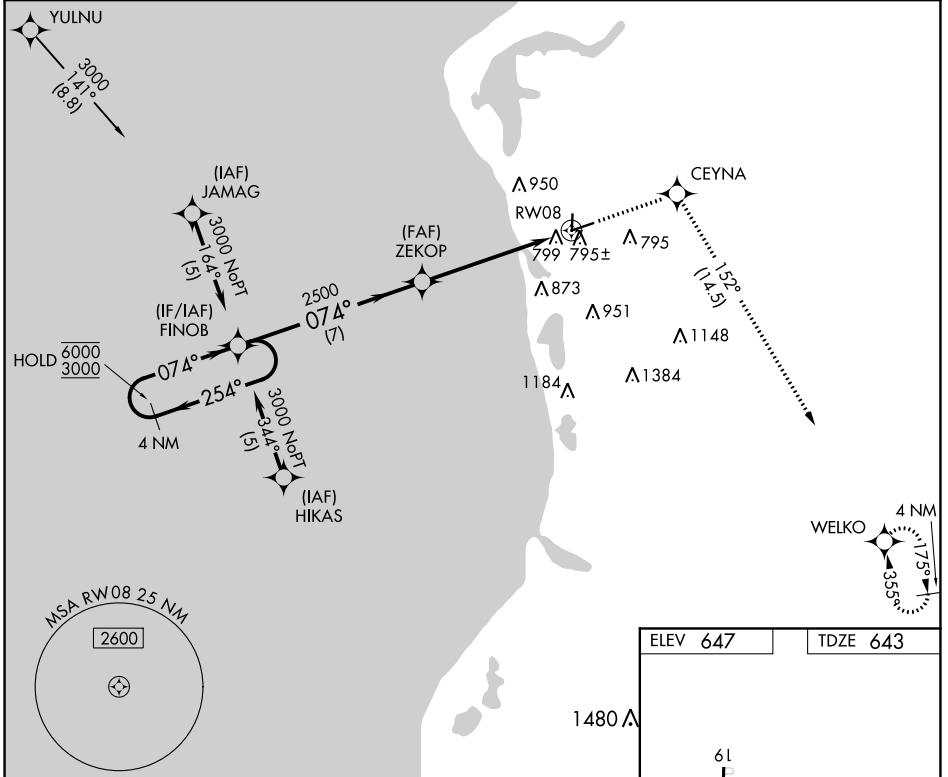 YULNU
3000
141°
(8.8)
(IAF)
JAMAG
3000 NoPT
164°
(5)
(IF/IAF)
FINOB
HOLD 6000
3000
074°
254°
4 NM
3000 NoPT
344°
(5)
(IAF)
HIKAS
2500
074°
(7)
(FAF)
ZEKOP
950
RW08
799
795±
795
CEYNA
873
951
1148
1184
1384
152°
(14.5)
WELKO
4 NM
175°
355°
MSA RW08 25 NM
2600
1480
ELEV 647
TDZE 643
19